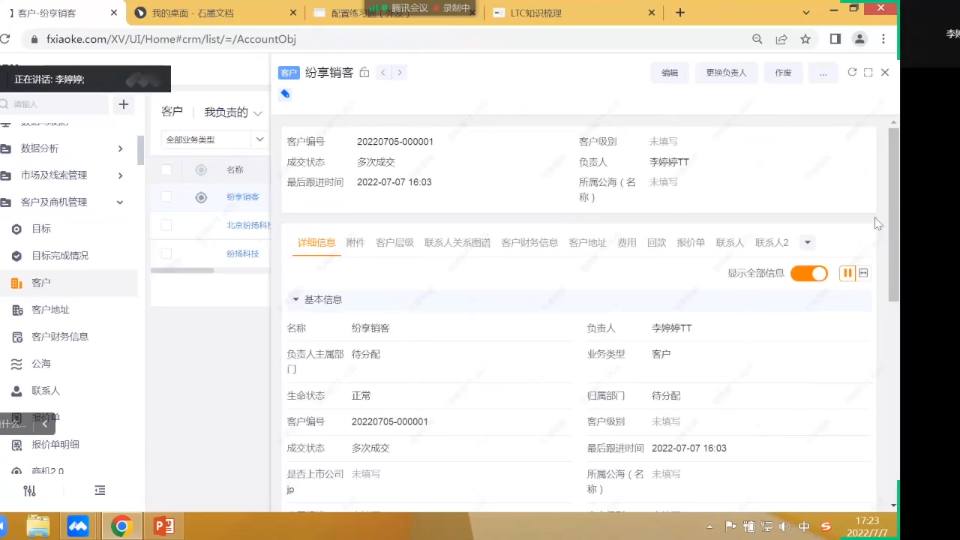 客户-纷享销客
我的桌面 - 石墨文档
腾讯会议
录制中
LTC知识梳理
fxiaoke.com/XV/UI/Home#crm/list/=/AccountObj
正在讲话: 李婷婷;
请输入
数据分析
市场及线索管理
客户及商机管理
目标
目标完成情况
客户
客户地址
客户财务信息
公海
联系人
报价单
报价单明细
商机2.0
客户
我负责的
全部业务类型
名称
纷享销客
北京纷扬科技
纷扬科技
客户
纷享销客
编辑
更换负责人
作废
...
客户编号 20220705-000001
客户级别 未填写
成交状态 多次成交
负责人 李婷婷TT
最后跟进时间 2022-07-07 16:03
所属公海（名称） 未填写
详细信息 附件 客户层级 联系人关系图谱 客户财务信息 客户地址 费用 回款 报价单 联系人 联系人2
显示全部信息
基本信息
名称 纷享销客
负责人 李婷婷TT
负责人主属部门 待分配
业务类型 客户
生命状态 正常
归属部门 待分配
客户编号 20220705-000001
客户级别 未填写
成交状态 多次成交
最后跟进时间 2022-07-07 16:03
是否上市公司jp 未填写
所属公海（名称） 未填写
中
17:23
2022/7/7